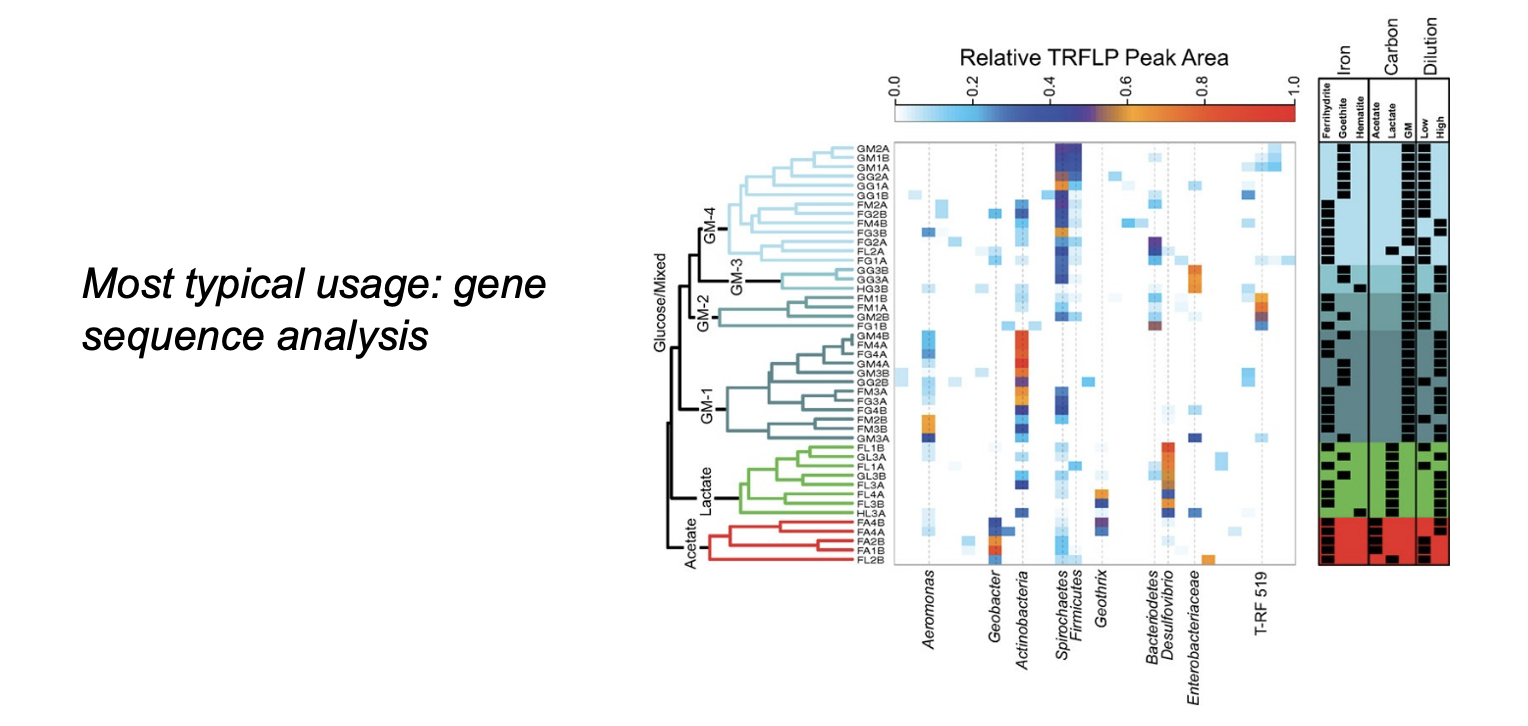 Most typical usage: gene
sequence analysis
Relative TRFLP Peak Area
0.0
0.2
0.4
0.6
0.8
1.0
Iron
Carbon
Dilution
Ferrihydrite
Goethite
Hematite
Acetate
Lactate
GM
Low
High
Glucose/Mixed
GM-4
GM-3
GM-2
GM-1
Lactate
Acetate
GM2A
GM1B
GM1A
GG2A
GG1A
GG1B
FM2A
FG2B
FM4B
FG3B
FG2A
FL2A
FG1A
GG3B
GG3A
HG3B
FM1B
FM1A
GM2B
FG1B
GM4B
FM4A
FG4A
GM4A
GM3B
GG2B
FM3A
FG3A
FG4B
FM2B
FM3B
GM3A
FL1B
GL3A
FL1A
GL3B
FL3A
FL4A
FL3B
HL3A
FA4B
FA4A
FA2B
FA1B
FL2B
Aeromonas
Geobacter
Actinobacteria
Spirochaetes
Firmicutes
Geothrix
Bacteriodetes
Desulfovibrio
Enterobacteriaceae
T-RF 519